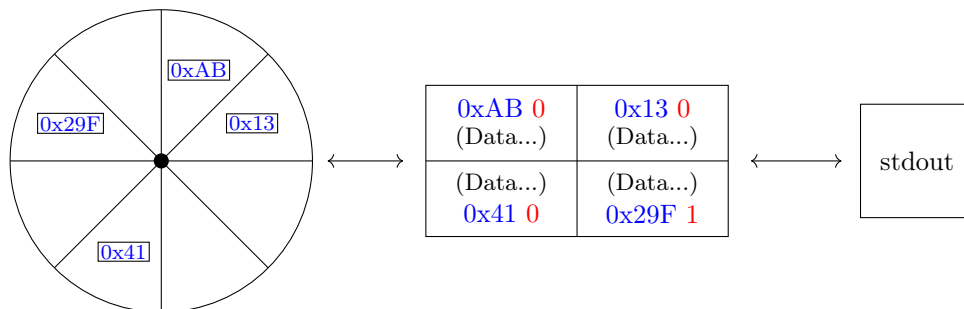 0xAB
0x29F
0x13
0x41
0xAB 0
(Data...)
0x13 0
(Data...)
(Data...)
0x41 0
(Data...)
0x29F 1
stdout